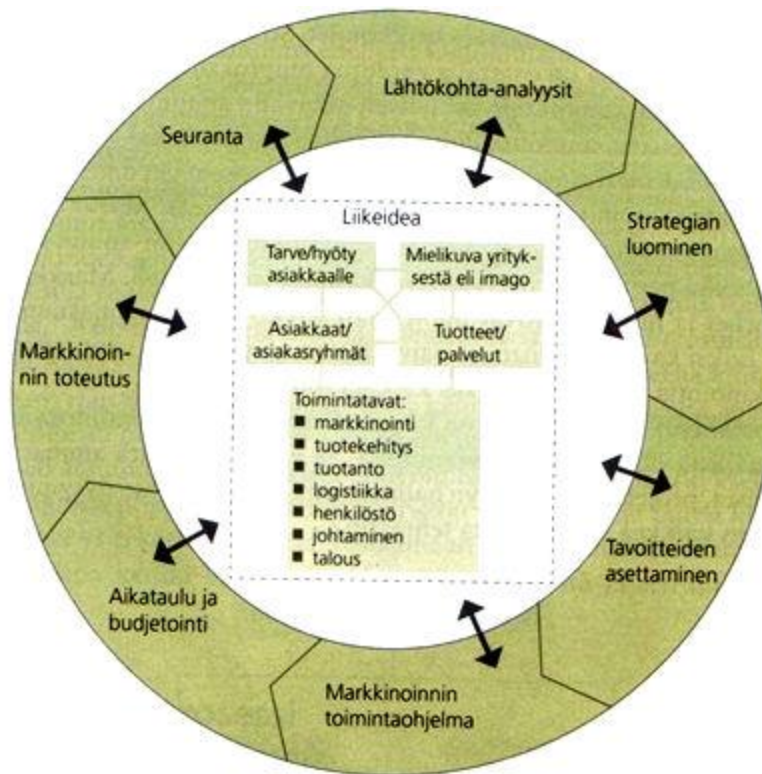 Lähtökohta-analyysit
Seuranta
Strategian
luominen
Liikeidea
Tarve/hyöty
asiakkaalle
Mielikuva yrityk-
sestä eli imago
Asiakkaat/
asiakasryhmät
Tuotteet/
palvelut
Toimintatavat:
■ markkinointi
■ tuotekehitys
■ tuotanto
■ logistiikka
■ henkilöstö
■ johtaminen
■ talous
Markkinoin-
nin toteutus
Tavoitteiden
asettaminen
Aikataulu ja
budjetointi
Markkinoinnin
toimintaohjelma